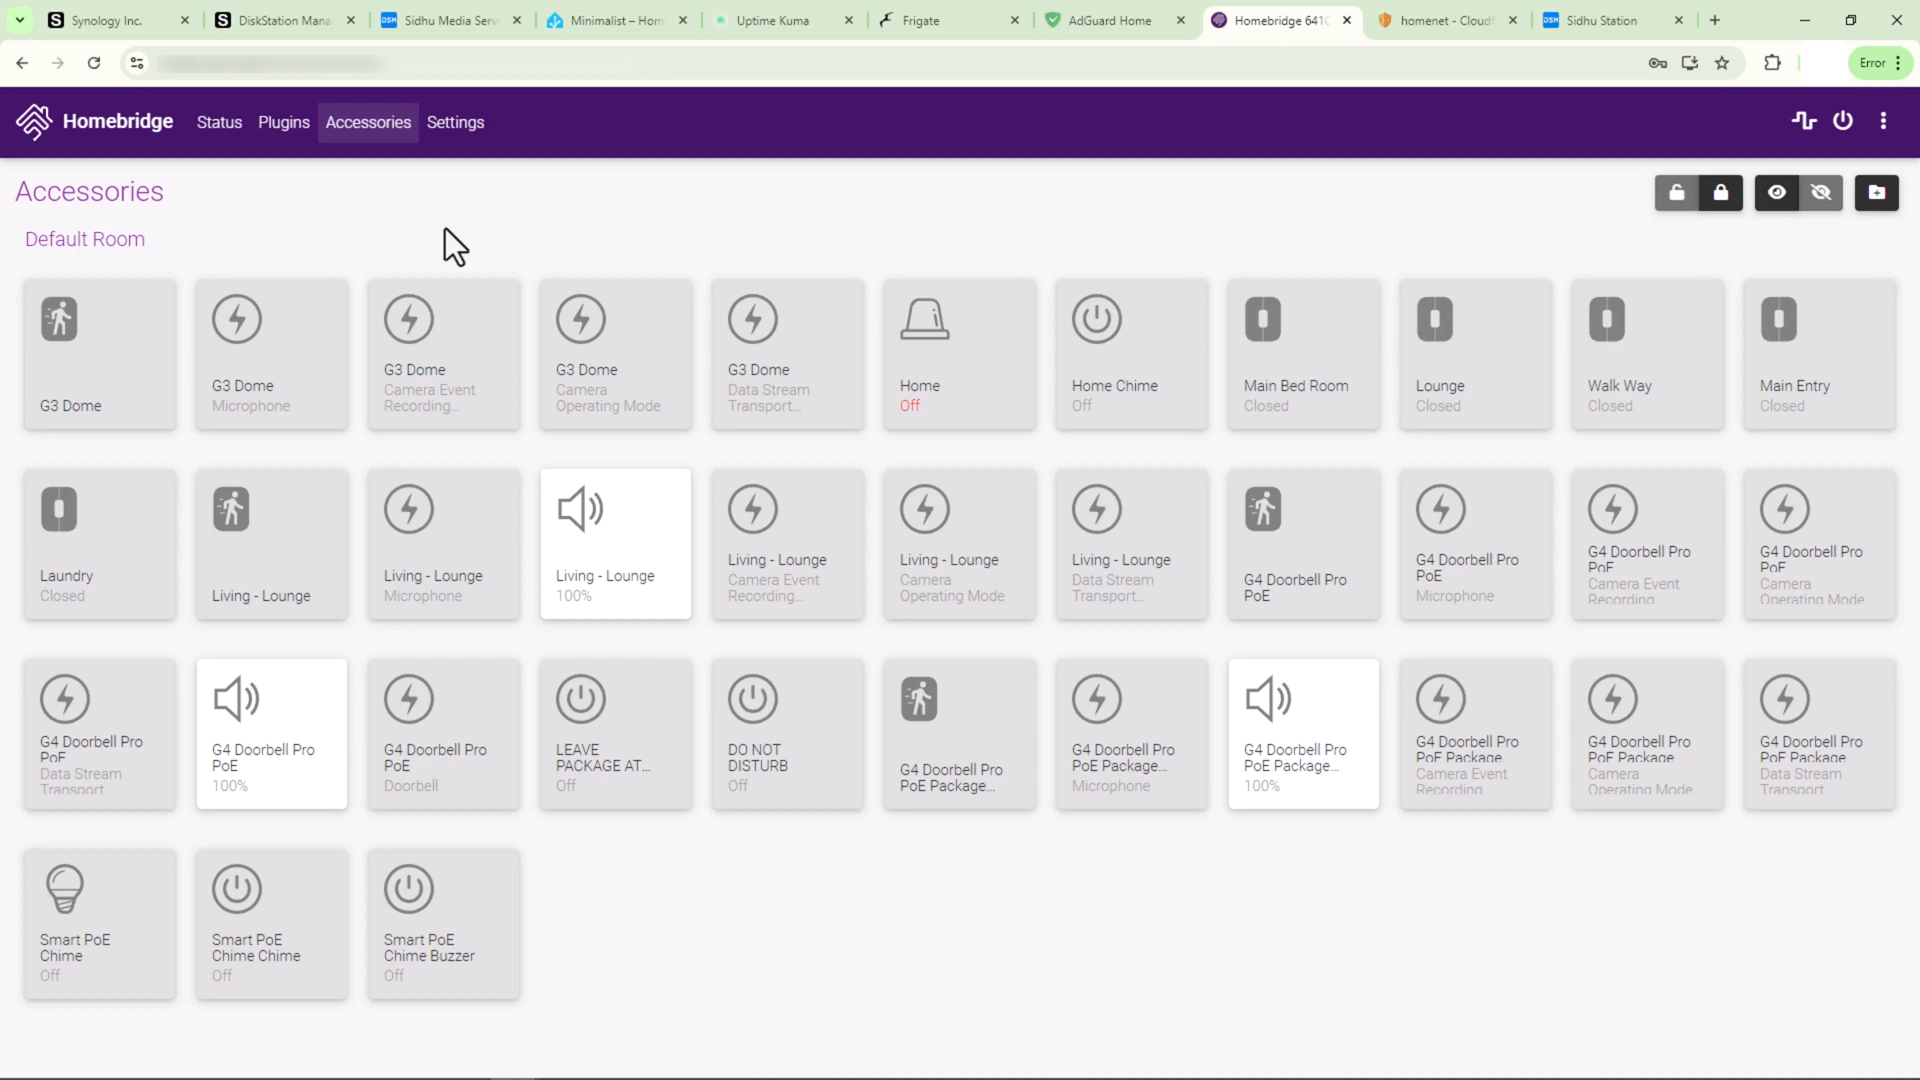 Synology Inc.
DiskStation Mana
DSM
Sidhu Media Serv
Minimalist – Hom
Uptime Kuma
Frigate
AdGuard Home
Homebridge 641C
homenet - Cloudf
DSM
Sidhu Station
Error
Homebridge
Status
Plugins
Accessories
Settings
Accessories
Default Room
G3 Dome
G3 Dome
Microphone
G3 Dome
Camera Event
Recording...
G3 Dome
Camera
Operating Mode
G3 Dome
Data Stream
Transport...
Home
Off
Home Chime
Off
Main Bed Room
Closed
Lounge
Closed
Walk Way
Closed
Main Entry
Closed
Laundry
Closed
Living - Lounge
Living - Lounge
Microphone
Living - Lounge
100%
Living - Lounge
Camera Event
Recording...
Living - Lounge
Camera
Operating Mode
Living - Lounge
Data Stream
Transport...
G4 Doorbell Pro
PoE
G4 Doorbell Pro
PoE
Microphone
G4 Doorbell Pro
PoE
Camera Event
Recording
G4 Doorbell Pro
PoE
Camera
Operating Mode
G4 Doorbell Pro
PoE
Data Stream
Transport
G4 Doorbell Pro
PoE
100%
G4 Doorbell Pro
PoE
Doorbell
LEAVE
PACKAGE AT...
Off
DO NOT
DISTURB
Off
G4 Doorbell Pro
PoE Package...
G4 Doorbell Pro
PoE Package...
Microphone
G4 Doorbell Pro
PoE Package...
100%
G4 Doorbell Pro
PoE Package
Camera Event
Recording
G4 Doorbell Pro
PoE Package
Camera
Operating Mode
G4 Doorbell Pro
PoE Package
Data Stream
Transport
Smart PoE
Chime
Off
Smart PoE
Chime Chime
Off
Smart PoE
Chime Buzzer
Off